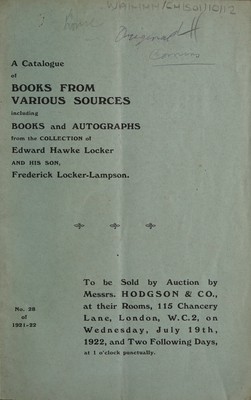 A Catalogue
of
BOOKS FROM
VARIOUS SOURCES
including
BOOKS and AUTOGRAPHS
from the COLLECTION of
Edward Hawke Locker
AND HIS SON,
Frederick Locker-Lampson.
To be Sold by Auction by
Messrs. HODGSON & CO.,
at their Rooms, 115 Chancery
Lane, London, W.C.2, on
Wednesday, July 19th,
1922, and Two Following Days,
at 1 o'clock punctually.
No. 28
of
1921-22